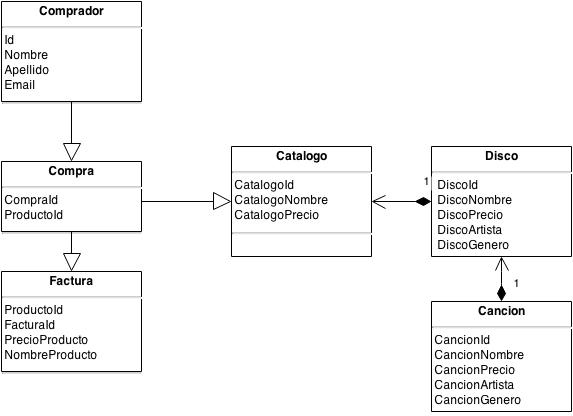 Comprador
Id
Nombre
Apellido
Email
Compra
CompraId
ProductoId
Factura
ProductoId
FacturaId
PrecioProducto
NombreProducto
Catalogo
CatalogoId
CatalogoNombre
CatalogoPrecio
1
Disco
DiscoId
DiscoNombre
DiscoPrecio
DiscoArtista
DiscoGenero
1
Cancion
CancionId
CancionNombre
CancionPrecio
CancionArtista
CancionGenero